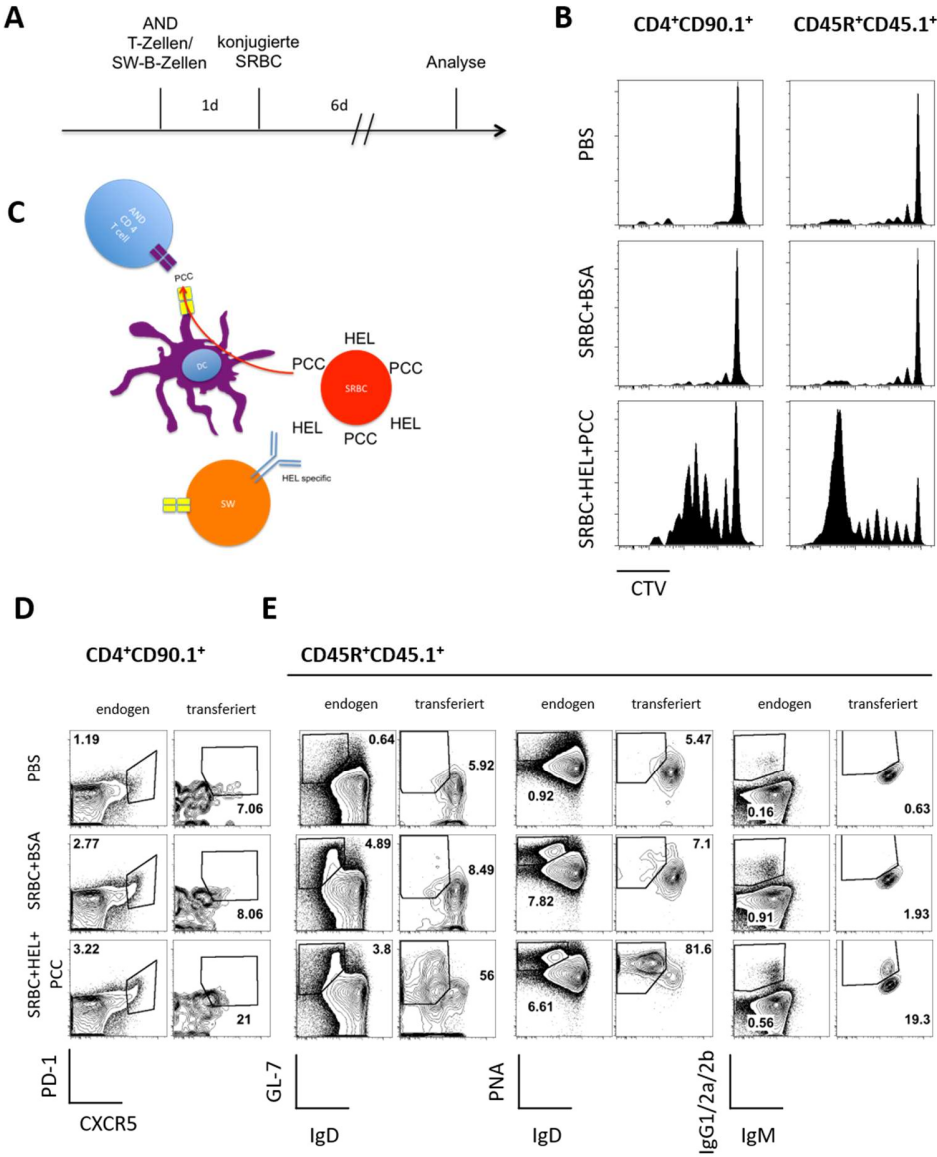 A
AND
T-Zellen/
SW-B-Zellen
konjugierte
SRBC
Analyse
1d
6d
B
CD4⁺CD90.1⁺
CD45R⁺CD45.1⁺
PBS
SRBC+BSA
SRBC+HEL+PCC
CTV
C
AND
CD 4
T cell
PCC
DC
HEL
PCC
PCC
SRBC
HEL
HEL
PCC
HEL specific
SW
D
CD4⁺CD90.1⁺
endogen
transferiert
PBS
1.19
7.06
SRBC+BSA
2.77
8.06
SRBC+HEL+
PCC
3.22
21
PD-1
CXCR5
E
CD45R⁺CD45.1⁺
endogen
transferiert
endogen
transferiert
endogen
transferiert
0.64
5.92
0.92
5.47
0.16
0.63
4.89
8.49
7.82
7.1
0.91
1.93
3.8
56
6.61
81.6
0.56
19.3
GL-7
IgD
PNA
IgD
IgG1/2a/2b
IgM